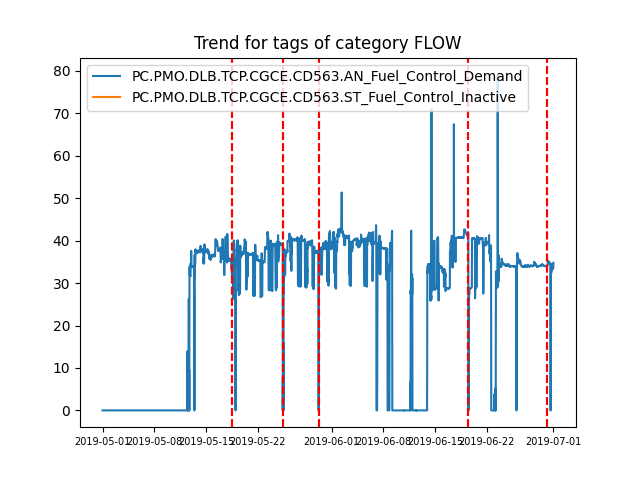 Trend for tags of category FLOW
PC.PMO.DLB.TCP.CGCE.CD563.AN_Fuel_Control_Demand
PC.PMO.DLB.TCP.CGCE.CD563.ST_Fuel_Control_Inactive
80
70
60
50
40
30
20
10
0
2019-05-01 2019-05-08 2019-05-15 2019-05-22 2019-06-01 2019-06-08 2019-06-15 2019-06-22 2019-07-01